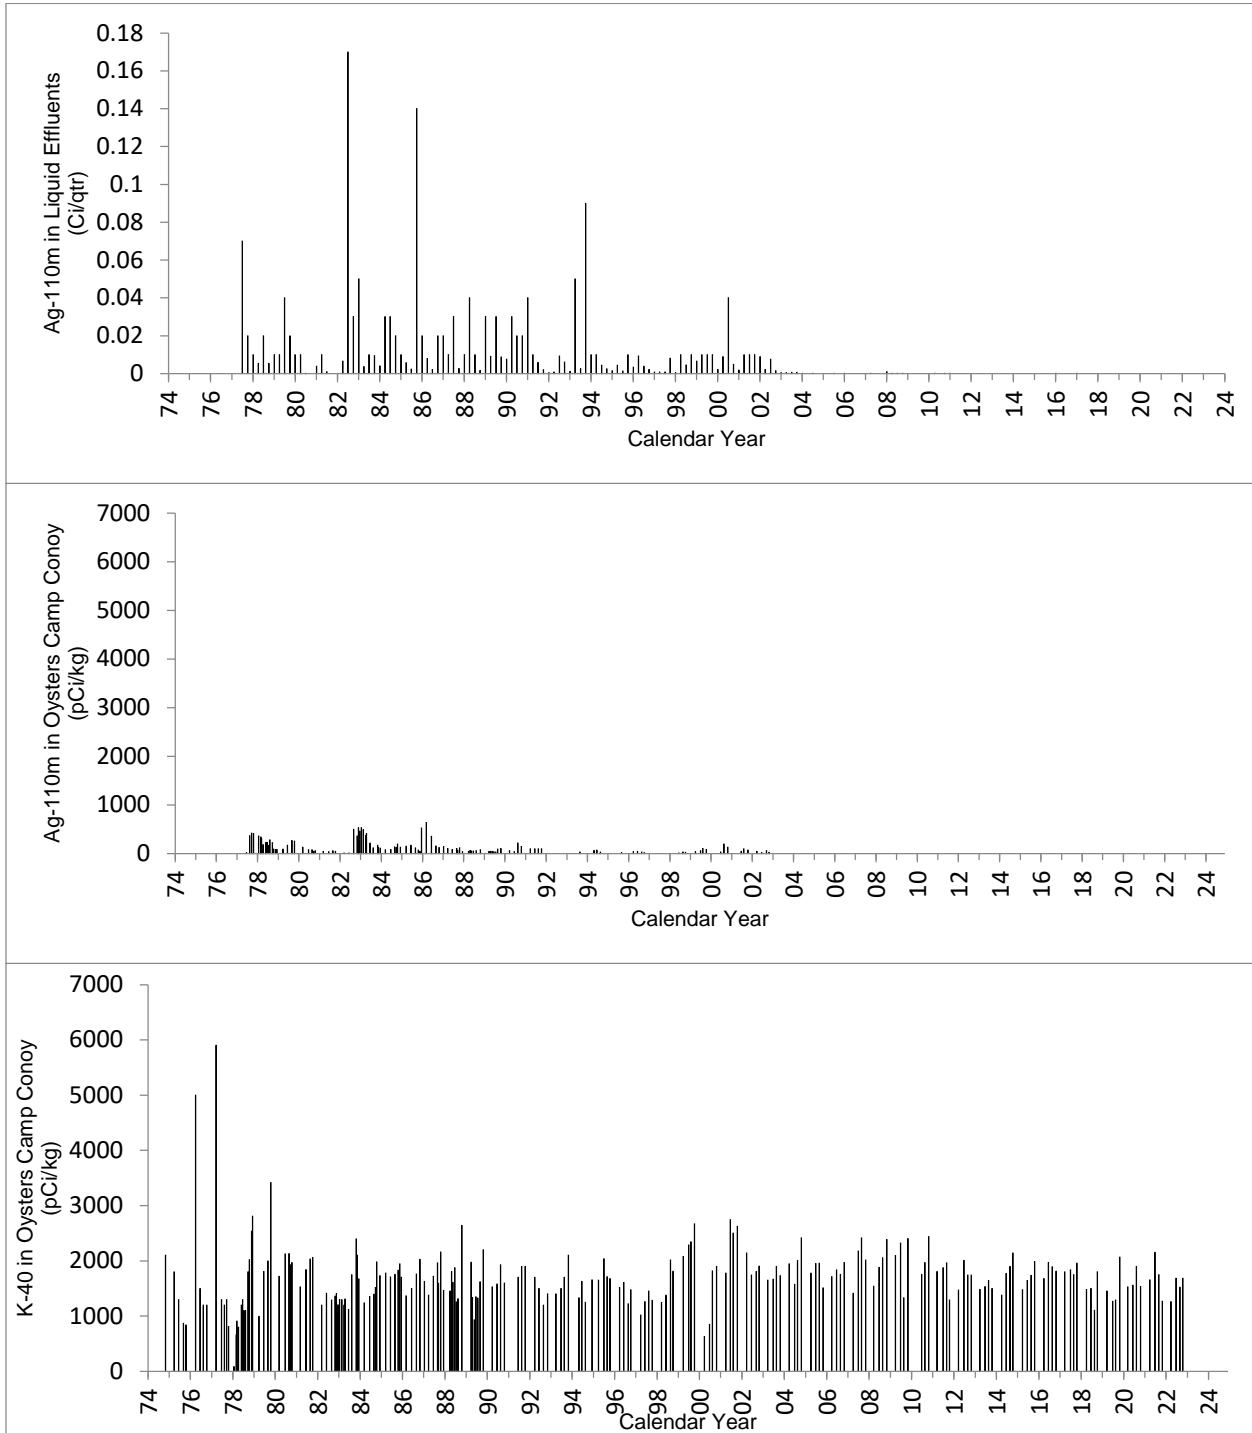 Ag-110m in Liquid Effluents
(Ci/qtr)
0.18
0.16
0.14
0.12
0.1
0.08
0.06
0.04
0.02
0
74 76 78 80 82 84 86 88 90 92 94 96 98 00 02 04 06 08 10 12 14 16 18 20 22 24
Calendar Year
Ag-110m in Oysters Camp Conoy
(pCi/kg)
7000
6000
5000
4000
3000
2000
1000
0
74 76 78 80 82 84 86 88 90 92 94 96 98 00 02 04 06 08 10 12 14 16 18 20 22 24
Calendar Year
K-40 in Oysters Camp Conoy
(pCi/kg)
7000
6000
5000
4000
3000
2000
1000
0
74 76 78 80 82 84 86 88 90 92 94 96 98 00 02 04 06 08 10 12 14 16 18 20 22 24
Calendar Year